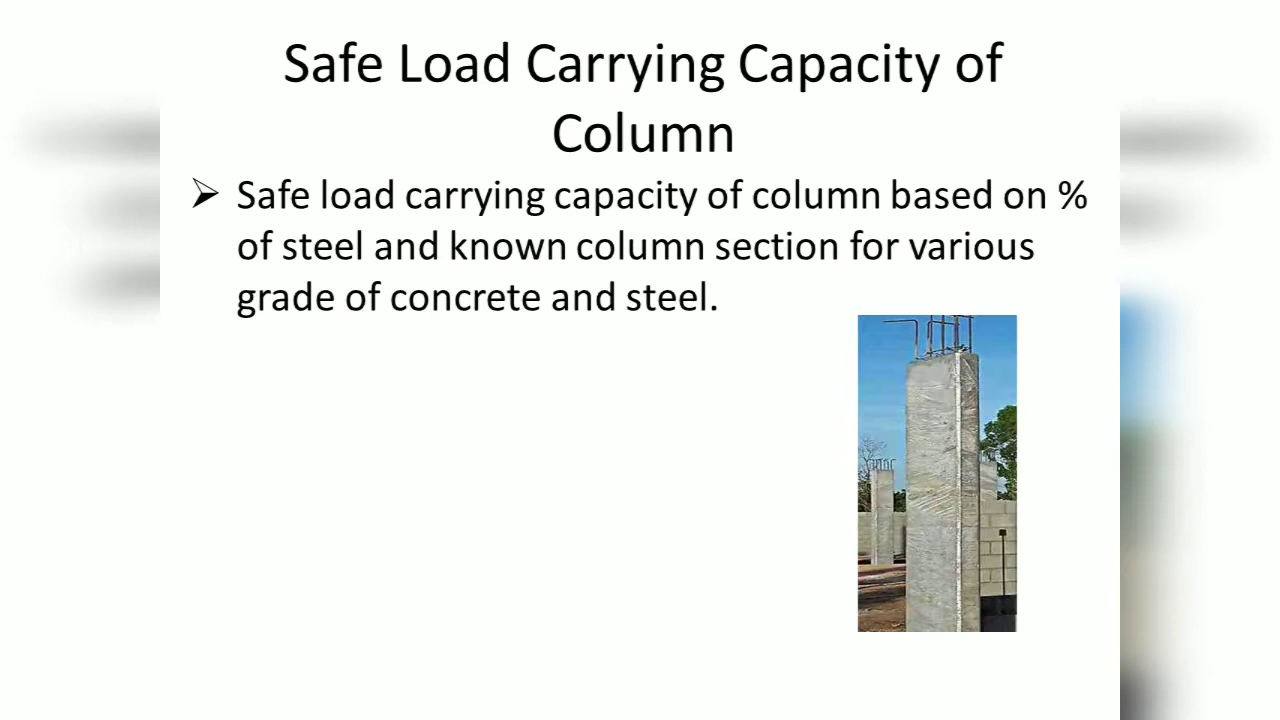 Safe Load Carrying Capacity of
Column
Safe load carrying capacity of column based on %
of steel and known column section for various
grade of concrete and steel.